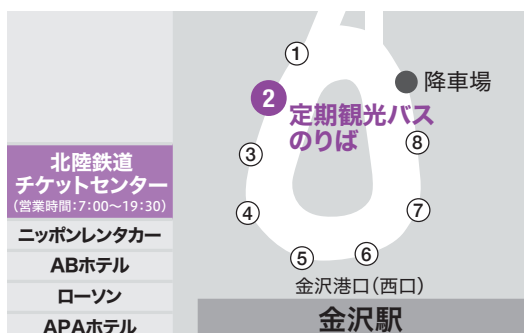 ①
降車場
②
定期観光バス
のりば
③
⑧
④
⑦
⑤
⑥
金沢港口(西口)
金沢駅
北陸鉄道
チケットセンター
(営業時間:7:00〜19:30)
ニッポンレンタカー
ABホテル
ローソン
APAホテル